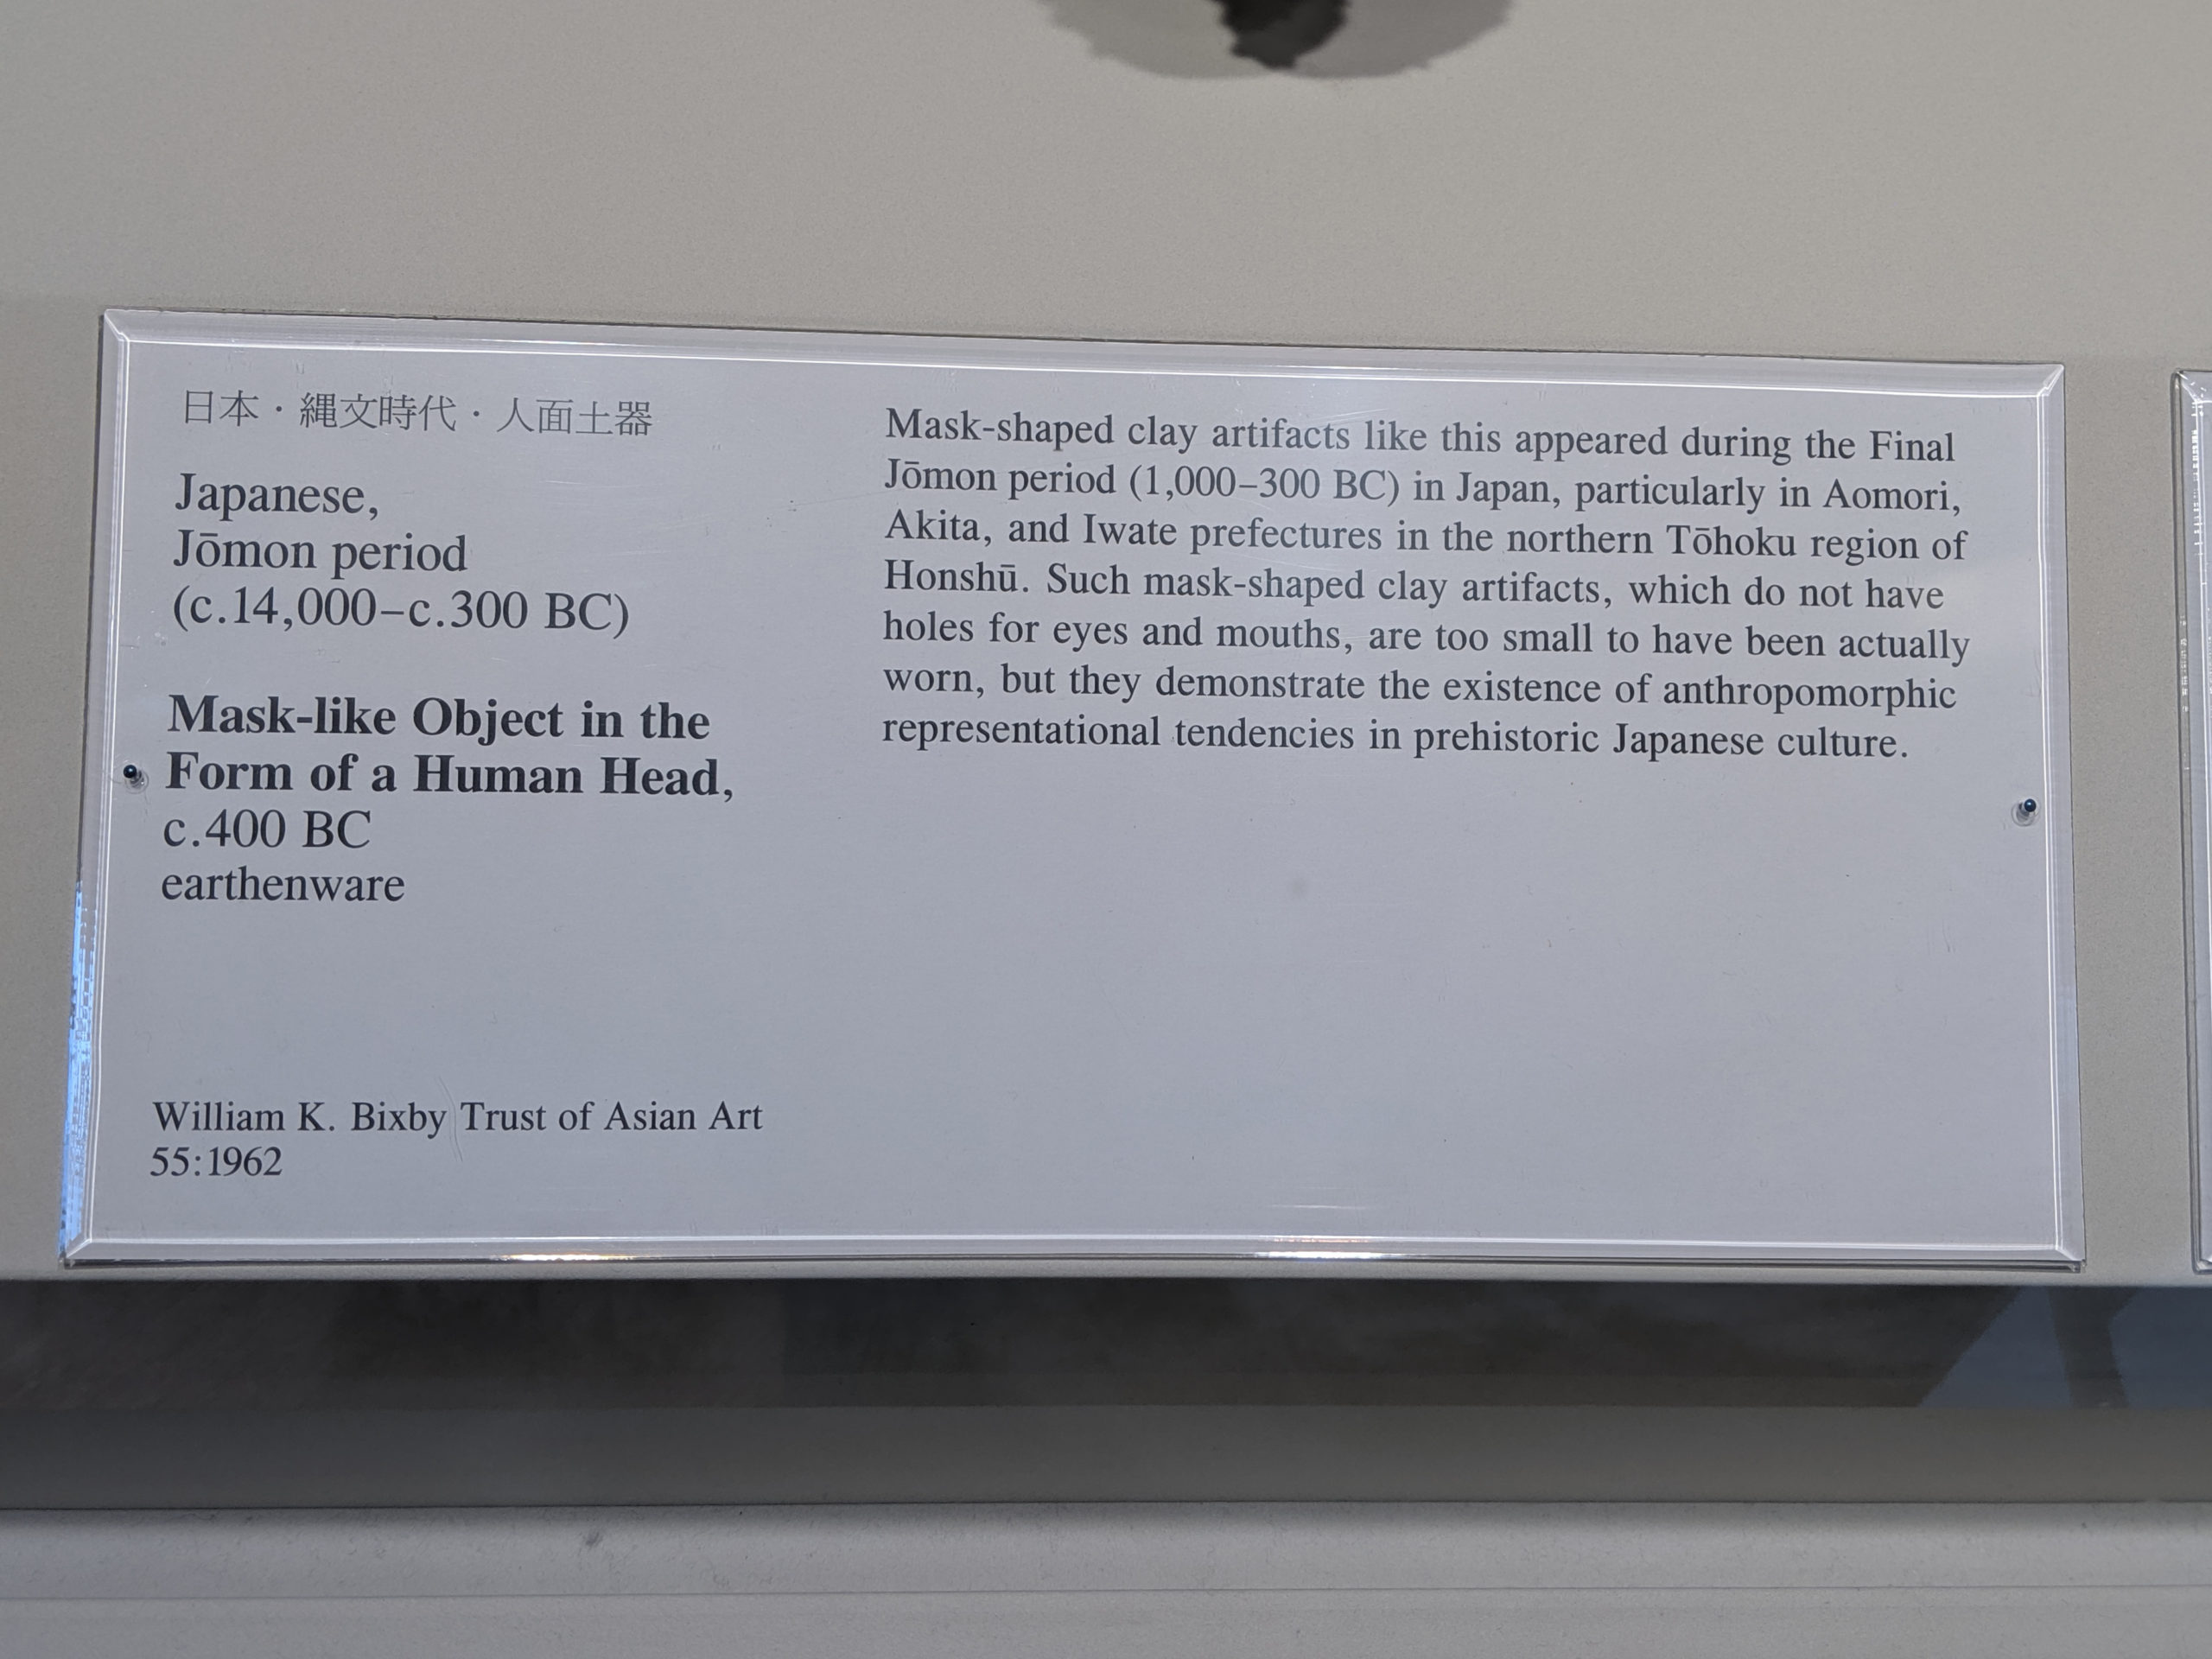 日本・縄文時代・人面土器
Japanese,
Jōmon period
(c.14,000–c.300 BC)
Mask-like Object in the
Form of a Human Head,
c.400 BC
earthenware
William K. Bixby Trust of Asian Art
55:1962
Mask-shaped clay artifacts like this appeared during the Final
Jōmon period (1,000–300 BC) in Japan, particularly in Aomori,
Akita, and Iwate prefectures in the northern Tōhoku region of
Honshū. Such mask-shaped clay artifacts, which do not have
holes for eyes and mouths, are too small to have been actually
worn, but they demonstrate the existence of anthropomorphic
representational tendencies in prehistoric Japanese culture.